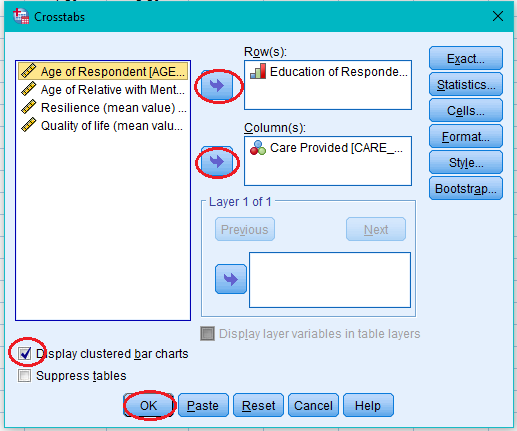 Crosstabs
Row(s):
Age of Respondent [AGE...
Age of Relative with Ment...
Resilience (mean value) ...
Quality of life (mean valu...
Education of Responde...
Column(s):
Care Provided [CARE_...
Layer 1 of 1
Previous
Next
Display layer variables in table layers
Exact...
Statistics...
Cells...
Format...
Style...
Bootstrap...
Display clustered bar charts
Suppress tables
OK
Paste
Reset
Cancel
Help